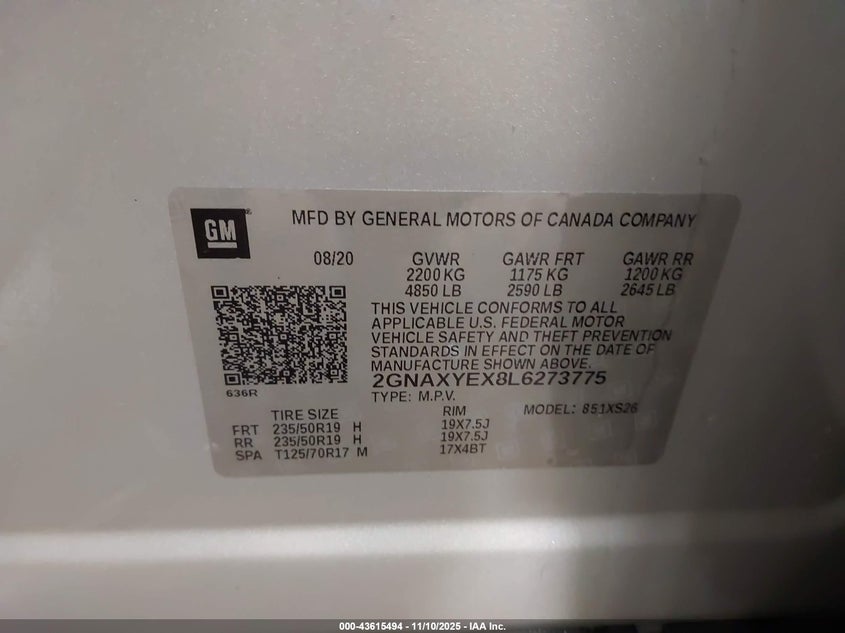 GM
MFD BY GENERAL MOTORS OF CANADA COMPANY
08/20 GVWR GAWR FRT GAWR RR
2200 KG 1175 KG 1200 KG
4850 LB 2590 LB 2645 LB
THIS VEHICLE CONFORMS TO ALL
APPLICABLE U.S. FEDERAL MOTOR
VEHICLE SAFETY AND THEFT PREVENTION
STANDARDS IN EFFECT ON THE DATE OF
MANUFACTURE SHOWN ABOVE.
2GNAXYEX8L6273775
636R
TYPE: M.P.V.
TIRE SIZE RIM MODEL: 851XS26
FRT 235/50R19 H 19X7.5J
RR 235/50R19 H 19X7.5J
SPA T125/70R17 M 17X4BT
000-43615494 - 11/10/2025 - IAA Inc.